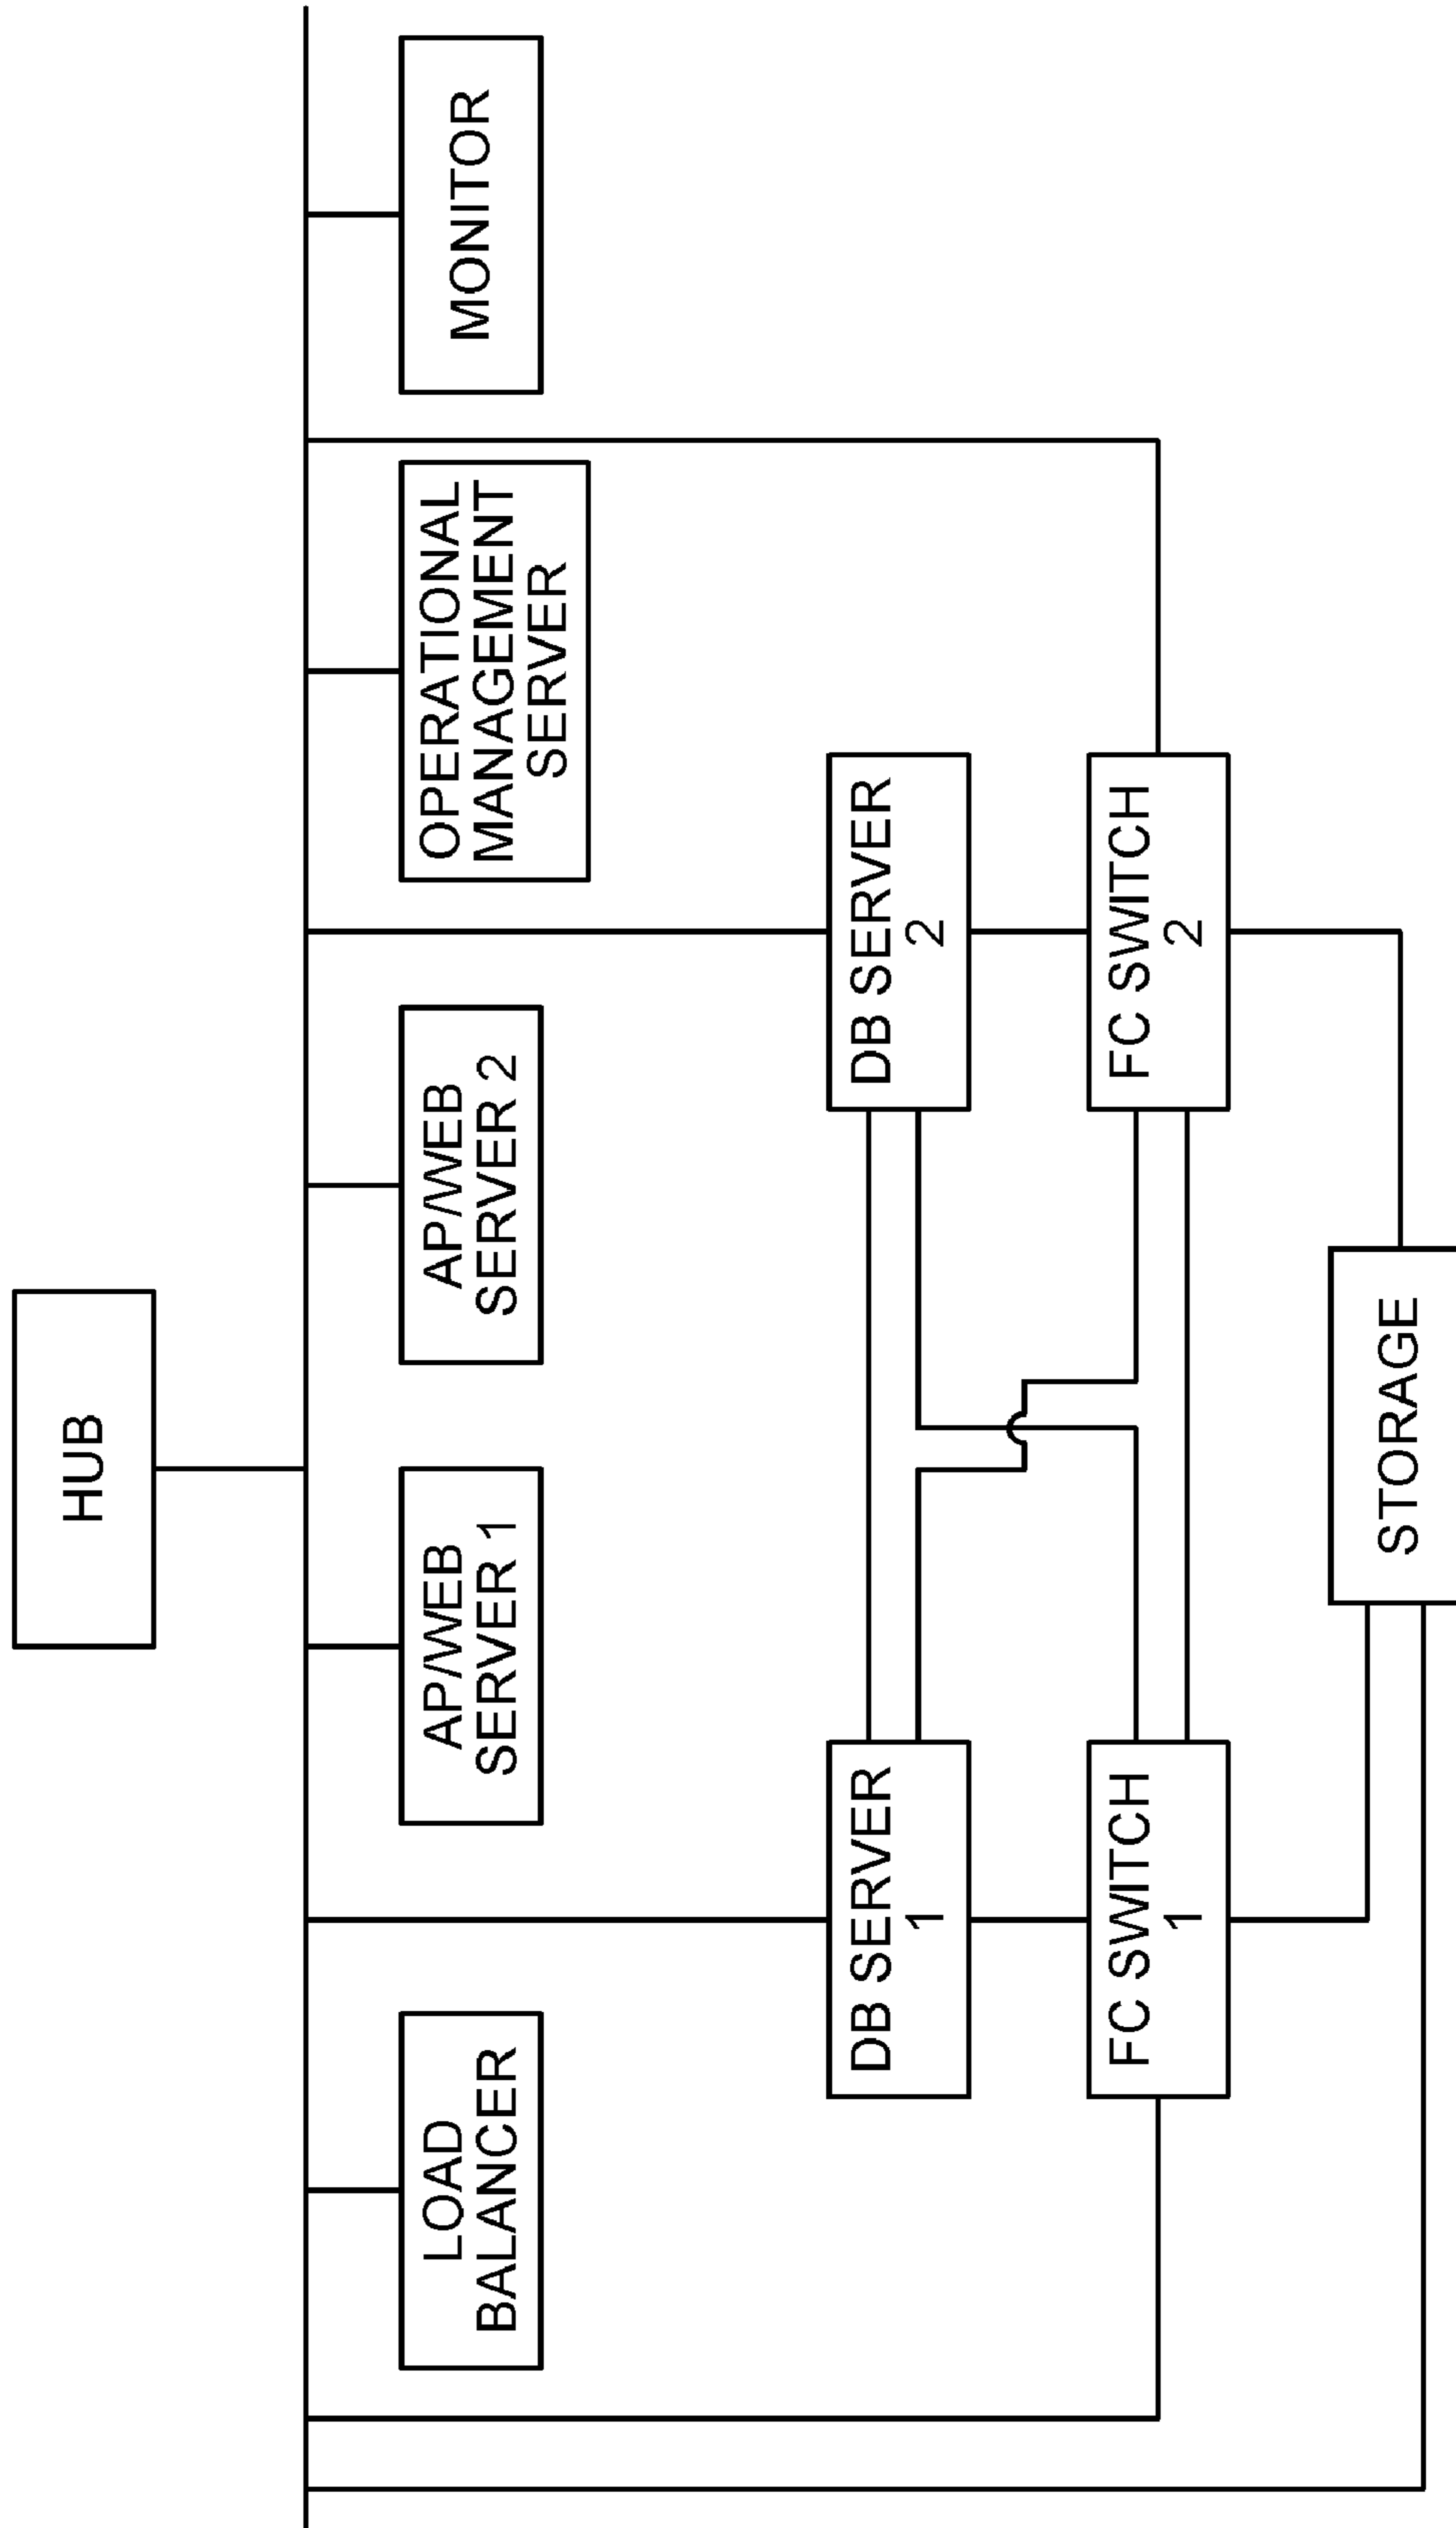 HUB
LOAD
BALANCER
AP/WEB
SERVER 1
AP/WEB
SERVER 2
OPERATIONAL
MANAGEMENT
SERVER
MONITOR
DB SERVER
1
DB SERVER
2
FC SWITCH
1
FC SWITCH
2
STORAGE